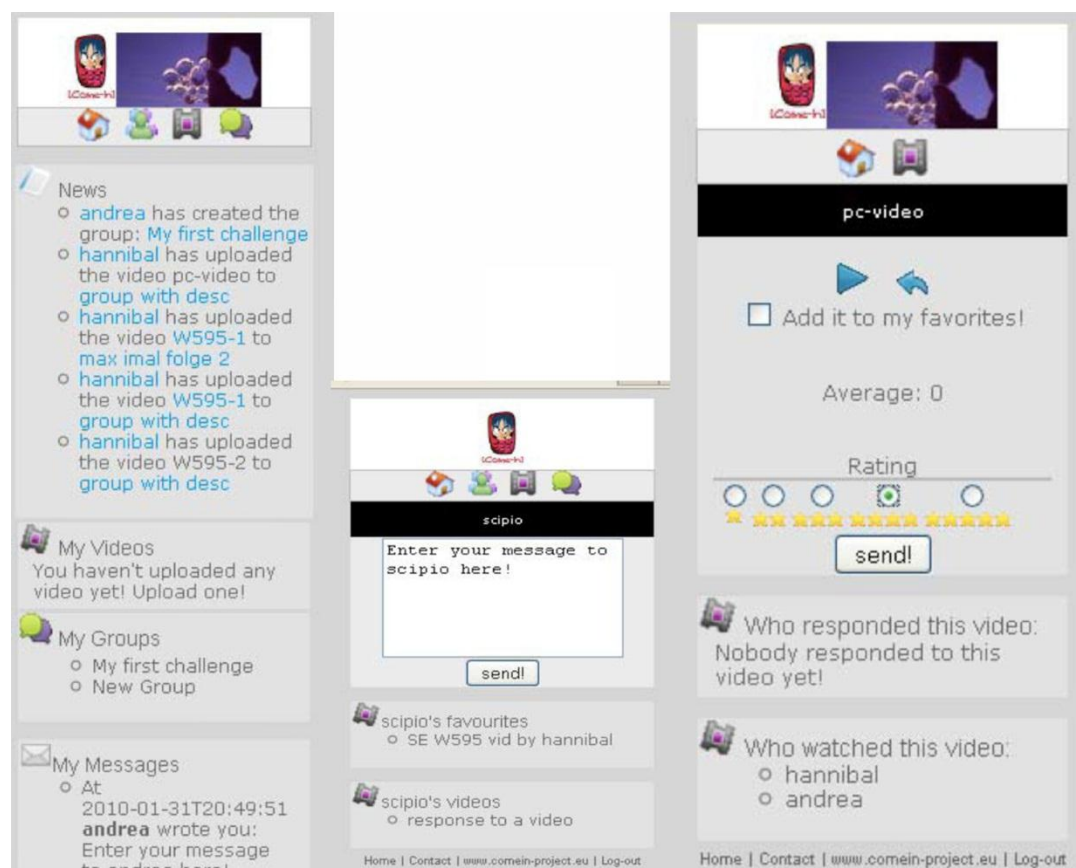 [Come-In]
News
andrea has created the
group: My first challenge
hannibal has uploaded
the video pc-video to
group with desc
hannibal has uploaded
the video W595-1 to
max imal folge 2
hannibal has uploaded
the video W595-1 to
group with desc
hannibal has uploaded
the video W595-2 to
group with desc
My Videos
You haven't uploaded any
video yet! Upload one!
My Groups
My first challenge
New Group
My Messages
At
2010-01-31T20:49:51
andrea wrote you:
Enter your message
to andrea here!
[Come-In]
scipio
Enter your message to
scipio here!
send!
scipio's favourites
SE W595 vid by hannibal
scipio's videos
response to a video
Home | Contact | www.comein-project.eu | Log-out
[Come-In]
pc-video
Add it to my favorites!
Average: 0
Rating
send!
Who responded this video:
Nobody responded to this
video yet!
Who watched this video:
hannibal
andrea
Home | Contact | www.comein-project.eu | Log-out